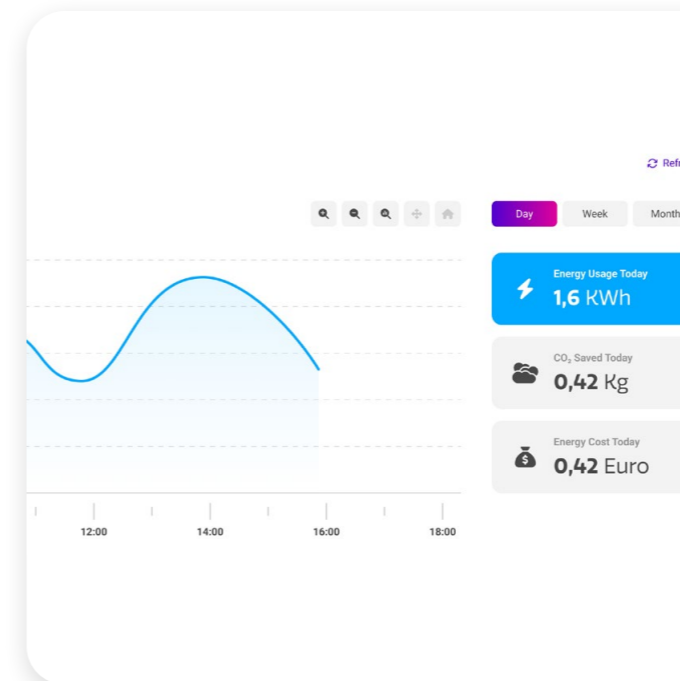 Day Week Month
Energy Usage Today
1,6 KWh
CO₂ Saved Today
0,42 Kg
Energy Cost Today
0,42 Euro
12:00 14:00 16:00 18:00